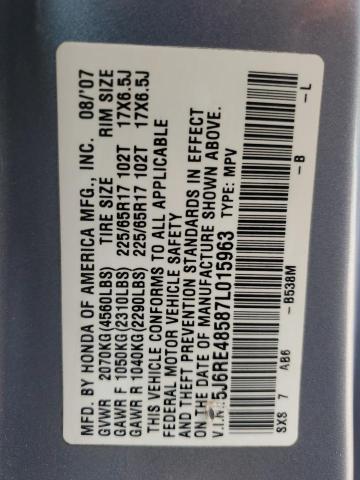 MFD. BY HONDA OF AMERICA MFG., INC. 08/'07
GVWR 2070KG(4560LBS) TIRE SIZE RIM SIZE
GAWR F 1050KG(2310LBS) 225/65R17 102T 17X6.5J
GAWR R 1040KG(2290LBS) 225/65R17 102T 17X6.5J
THIS VEHICLE CONFORMS TO ALL APPLICABLE
FEDERAL MOTOR VEHICLE SAFETY
AND THEFT PREVENTION STANDARDS IN EFFECT
ON THE DATE OF MANUFACTURE SHOWN ABOVE.
V.I.N.: 5J6RE48587L015963 TYPE: MPV
SXS 7 AB6 -B538M -B -L